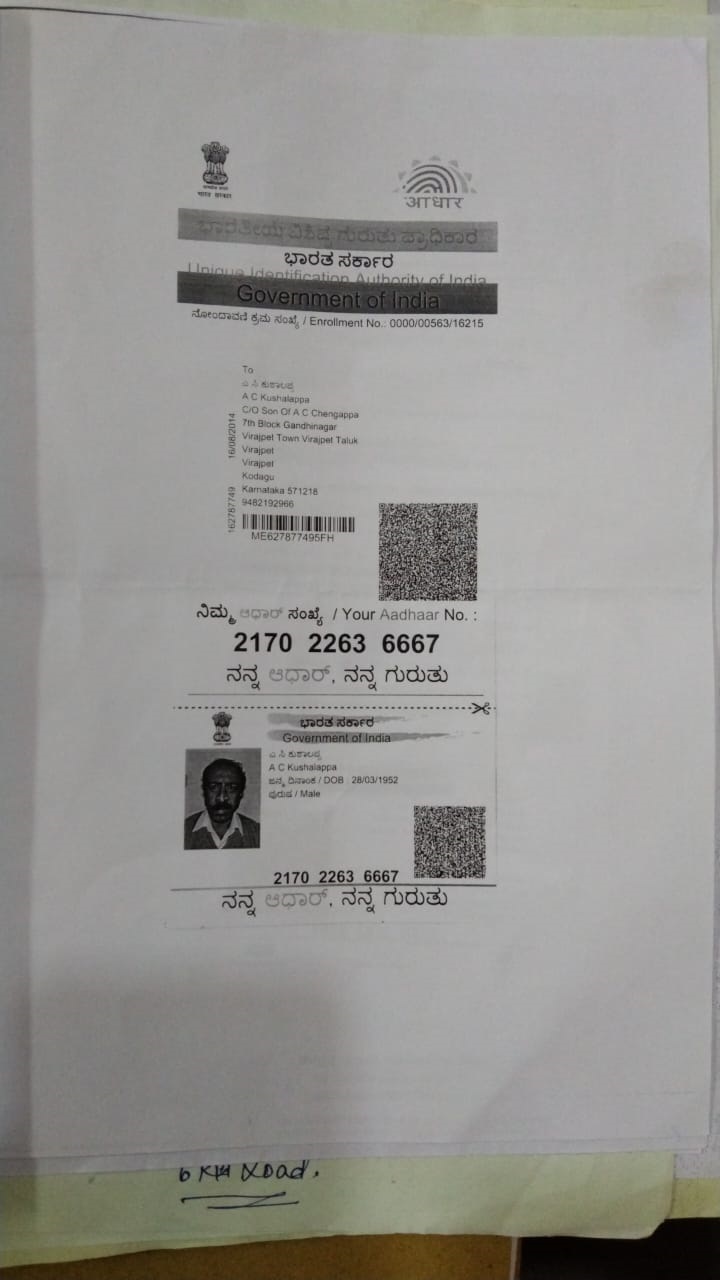 भारत सरकार
आधार
ಭಾರತೀಯ ವಿಶಿಷ್ಟ ಗುರುತು ಪ್ರಾಧಿಕಾರ
ಭಾರತ ಸರ್ಕಾರ
Unique Identification Authority of India
Government of India
ನೋಂದಾವಣಿ ಕ್ರಮ ಸಂಖ್ಯೆ / Enrollment No.: 0000/00563/16215
To
ಎ ಸಿ ಕುಶಾಲಪ್ಪ
A C Kushalappa
C/O Son Of A C Chengappa
7th Block Gandhinagar
Virajpet Town Virajpet Taluk
Virajpet
Virajpet
Kodagu
Karnataka 571218
9482192966
16/08/2014
162787749
ME627877495FH
ನಿಮ್ಮ ಆಧಾರ್ ಸಂಖ್ಯೆ / Your Aadhaar No. :
2170 2263 6667
ನನ್ನ ಆಧಾರ್, ನನ್ನ ಗುರುತು
ಭಾರತ ಸರ್ಕಾರ
Government of India
ಎ ಸಿ ಕುಶಾಲಪ್ಪ
A C Kushalappa
ಜನ್ಮ ದಿನಾಂಕ / DOB : 28/03/1952
ಪುರುಷ / Male
2170 2263 6667
ನನ್ನ ಆಧಾರ್, ನನ್ನ ಗುರುತು
Road.